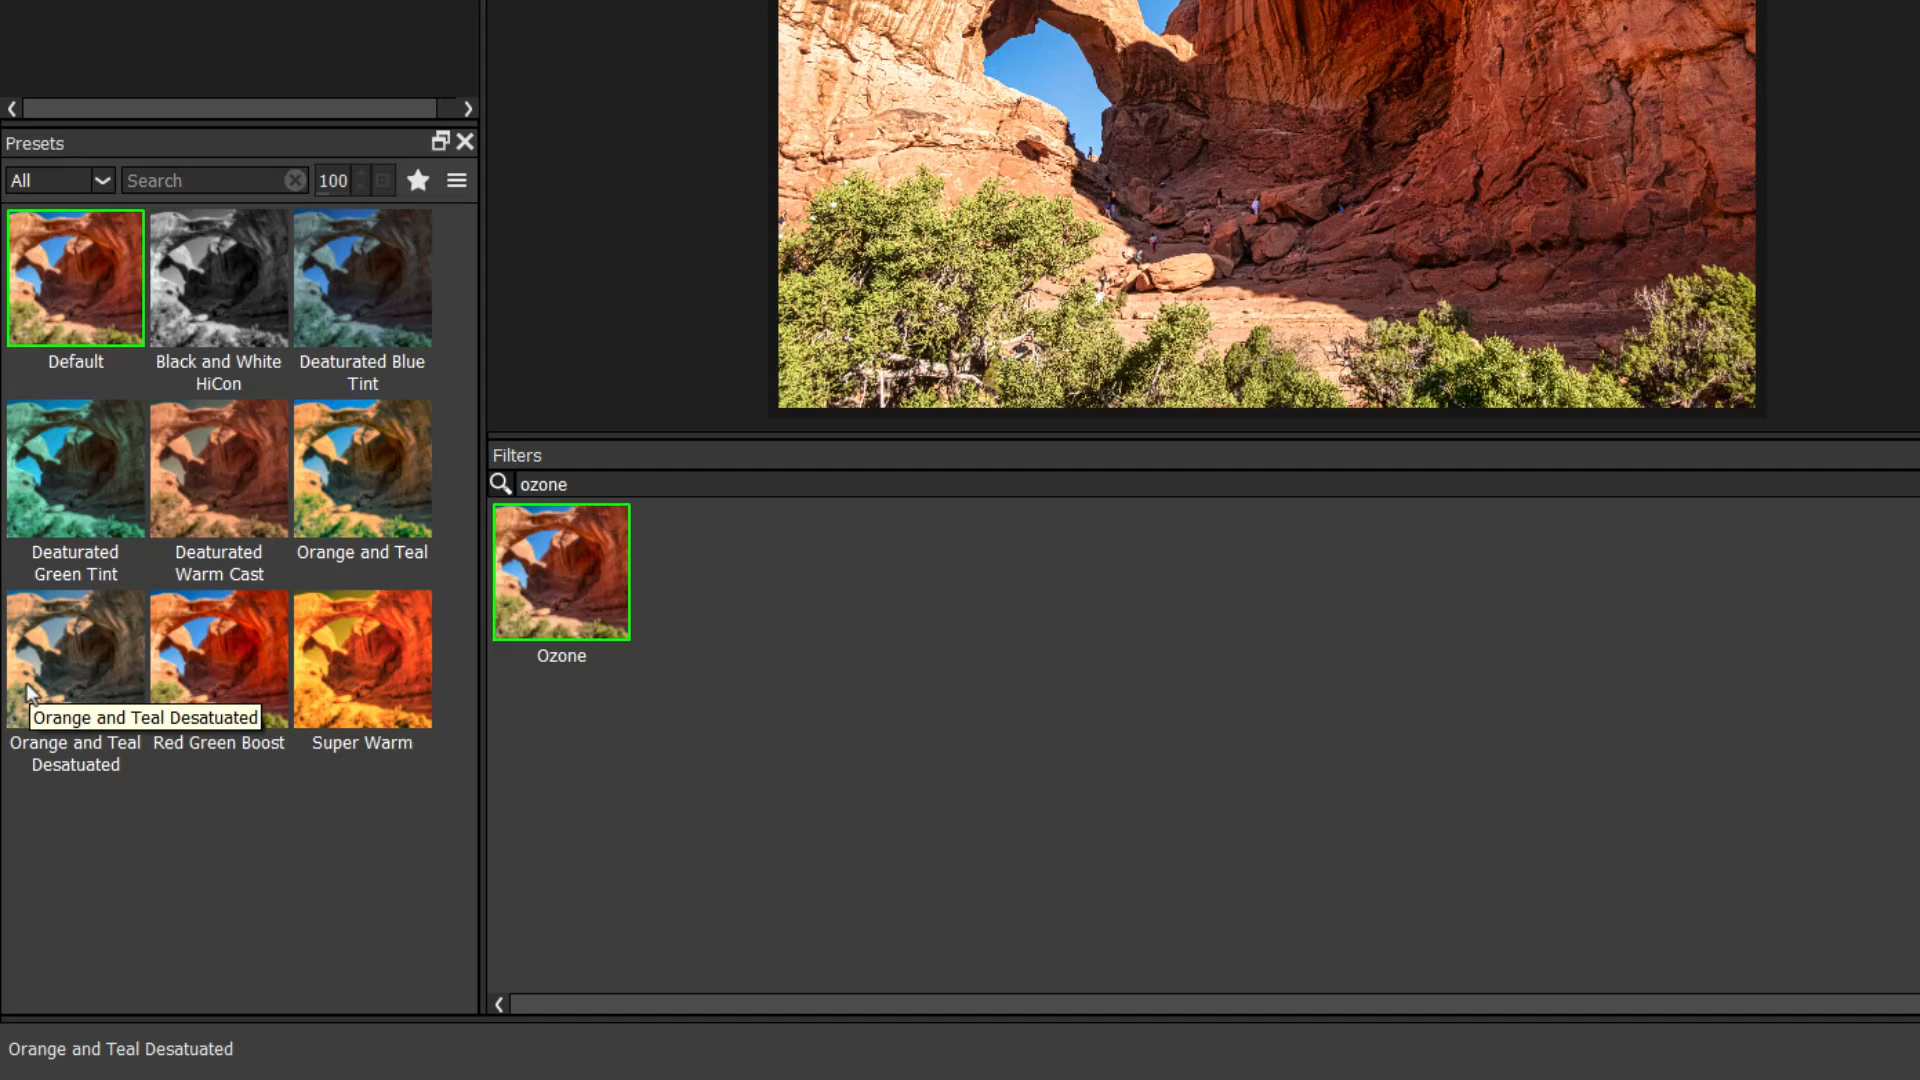 Presets
All
Search
100
Default
Black and White
HiCon
Deaturated Blue
Tint
Deaturated
Green Tint
Deaturated
Warm Cast
Orange and Teal
Orange and Teal Desatuated
Orange and Teal
Desatuated
Red Green Boost
Super Warm
Filters
ozone
Ozone
Orange and Teal Desatuated